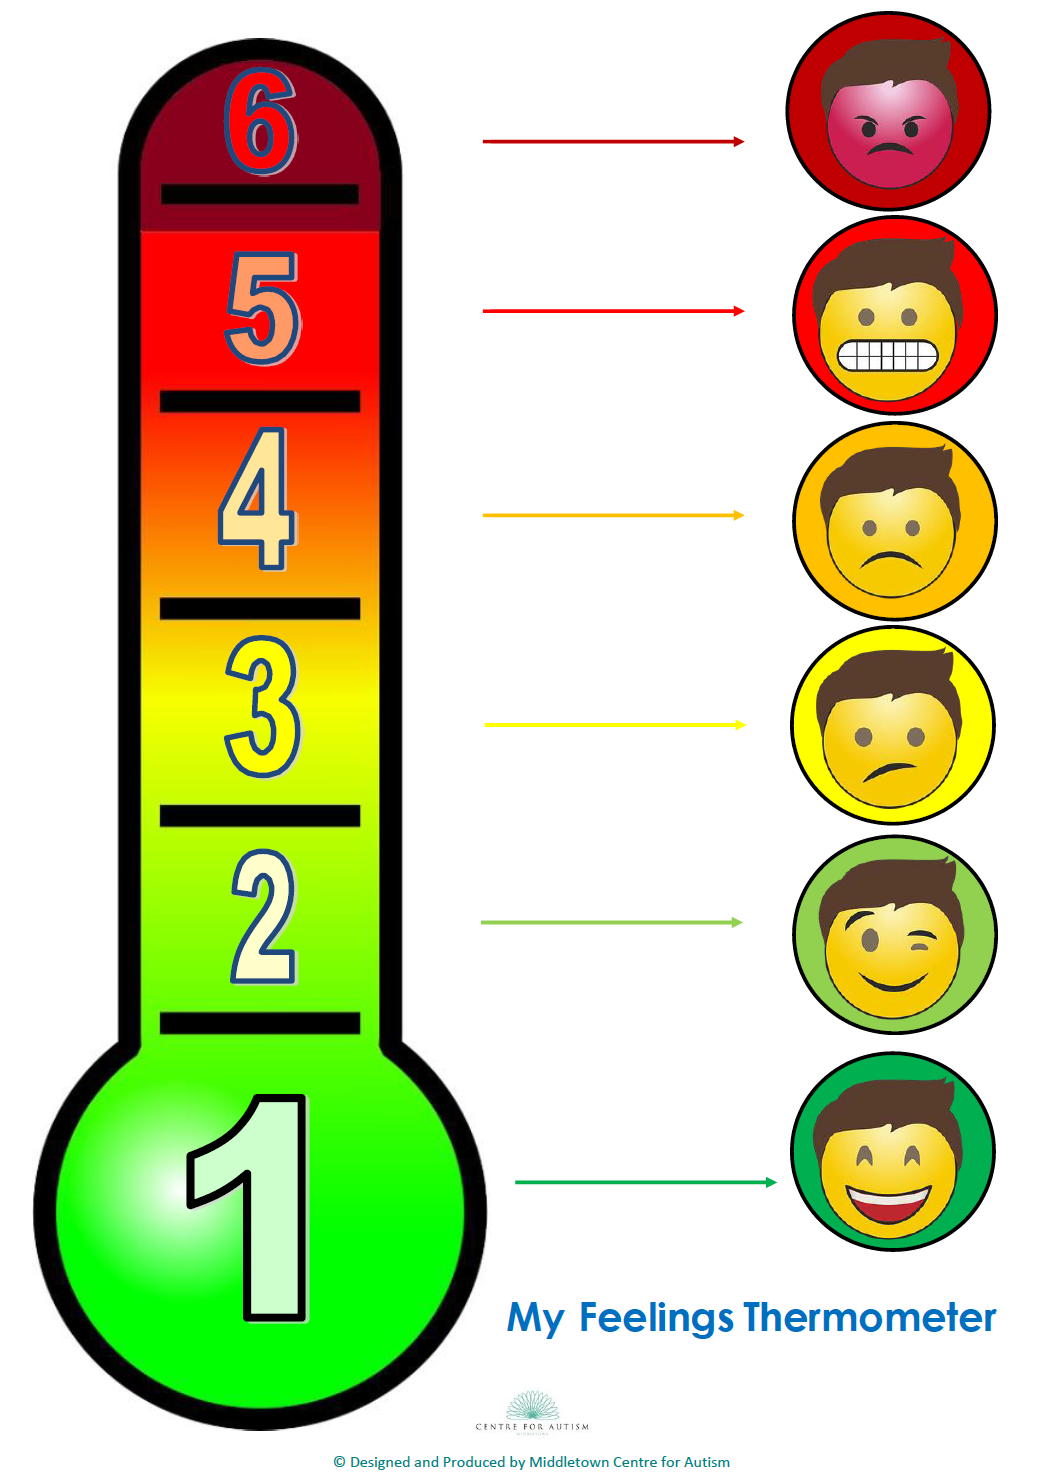 6
5
4
3
2
1
My Feelings Thermometer
CENTRE FOR AUTISM
MIDDLETOWN
© Designed and Produced by Middletown Centre for Autism